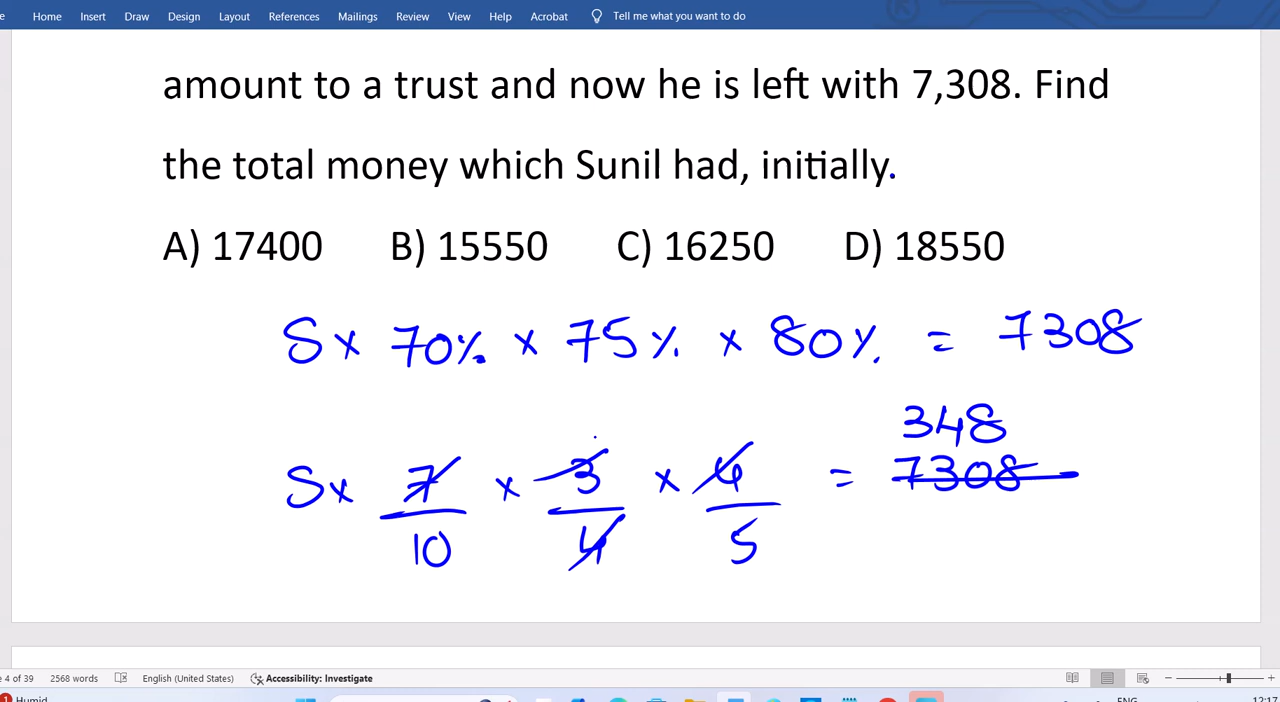 Home Insert Draw Design Layout References Mailings Review View Help Acrobat Tell me what you want to do
amount to a trust and now he is left with 7,308. Find
the total money which Sunil had, initially.
A) 17400 B) 15550 C) 16250 D) 18550
S x 70% x 75% x 80% = 7308
348
S x 7/10 x 3/4 x 4/5 = 7308
4 of 39 2568 words English (United States) Accessibility: Investigate
1 Humid ENG 12:17